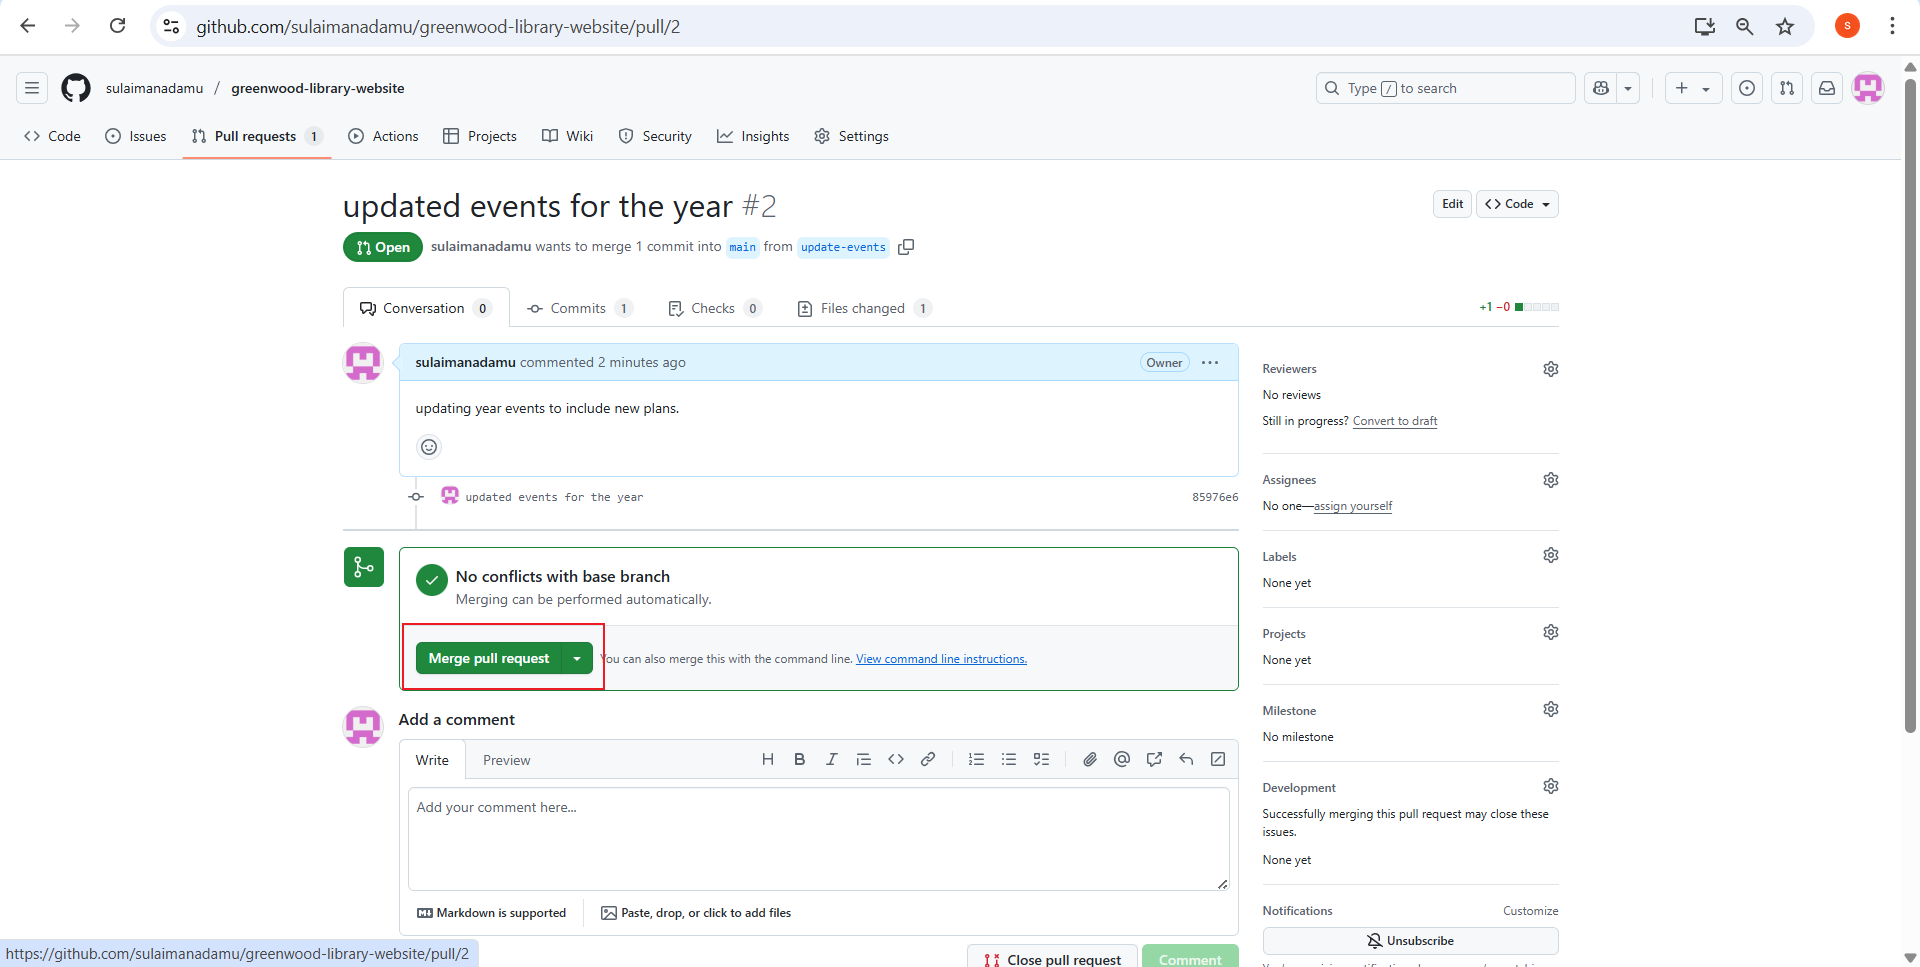 github.com/sulaimanadamu/greenwood-library-website/pull/2
S
sulaimanadamu / greenwood-library-website
Type / to search
Code
Issues
Pull requests 1
Actions
Projects
Wiki
Security
Insights
Settings
updated events for the year #2
Edit
<> Code
Open
sulaimanadamu wants to merge 1 commit into main from update-events
Conversation 0
Commits 1
Checks 0
Files changed 1
+1 −0
sulaimanadamu commented 2 minutes ago
Owner
updating year events to include new plans.
updated events for the year
85976e6
No conflicts with base branch
Merging can be performed automatically.
Merge pull request
You can also merge this with the command line. View command line instructions.
Add a comment
Write
Preview
H B I
Add your comment here...
Markdown is supported
Paste, drop, or click to add files
Close pull request
Comment
Reviewers
No reviews
Still in progress? Convert to draft
Assignees
No one—assign yourself
Labels
None yet
Projects
None yet
Milestone
No milestone
Development
Successfully merging this pull request may close these
issues.
None yet
Notifications
Customize
Unsubscribe
https://github.com/sulaimanadamu/greenwood-library-website/pull/2